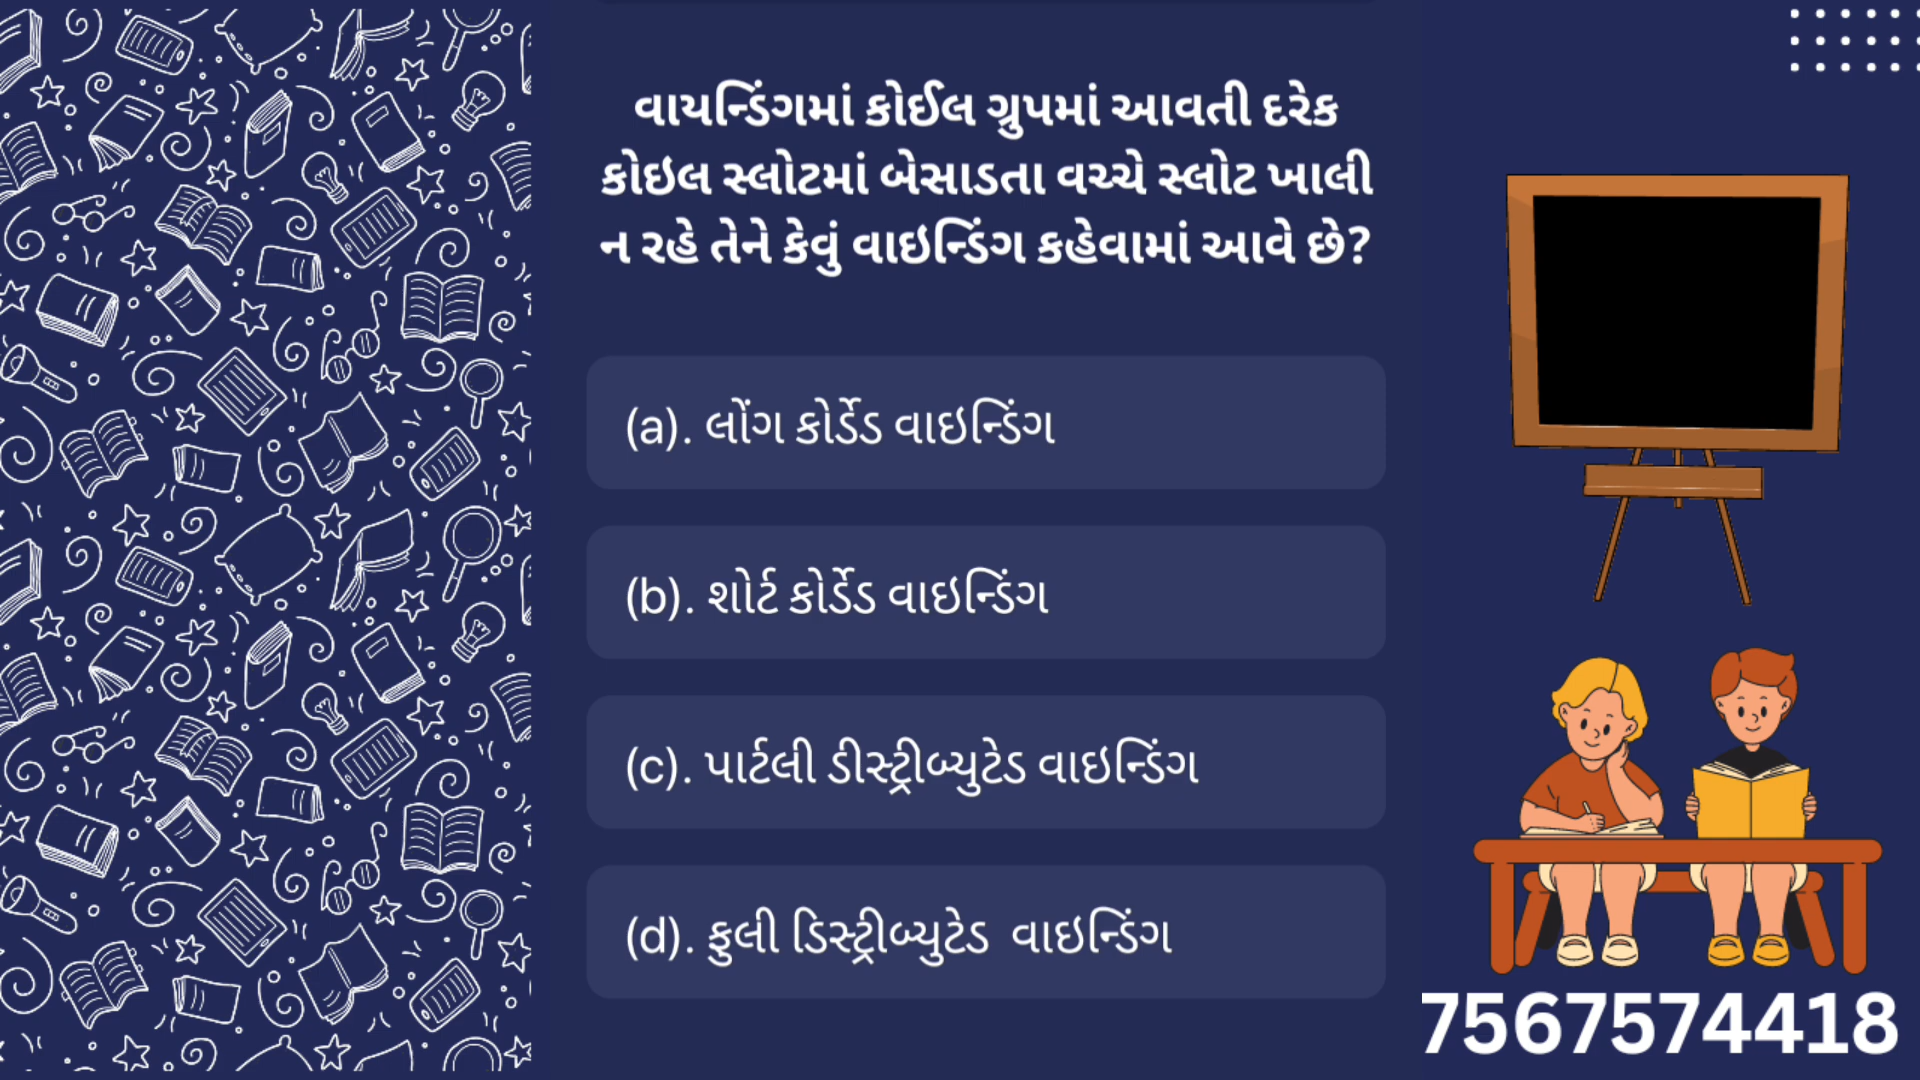 વાયન્ડિંગમાં કોઈલ ગ્રુપમાં આવતી દરેક
કોઇલ સ્લોટમાં બેસાડતા વચ્ચે સ્લોટ ખાલી
ન રહે તેને કેવું વાઇન્ડિંગ કહેવામાં આવે છે?
(a). લોંગ કોર્ડેડ વાઇન્ડિંગ
(b). શોર્ટ કોર્ડેડ વાઇન્ડિંગ
(c). પાર્ટલી ડીસ્ટ્રીબ્યુટેડ વાઇન્ડિંગ
(d). ફુલી ડિસ્ટ્રીબ્યુટેડ વાઇન્ડિંગ
7567574418